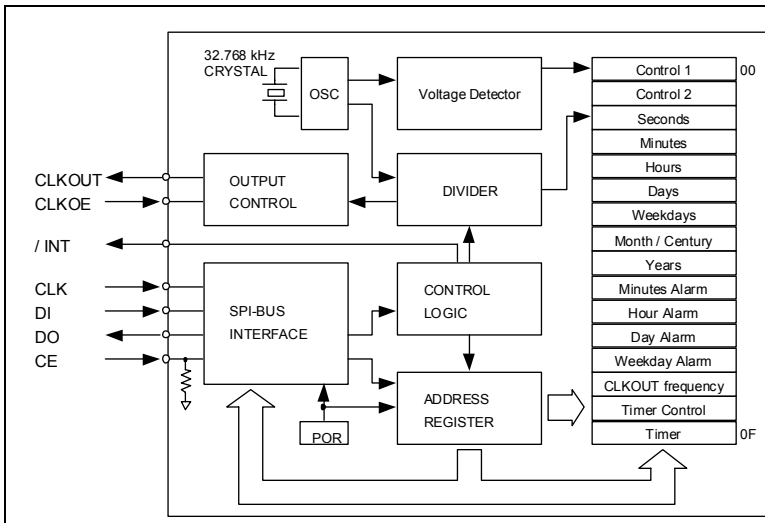 32.768 kHz
CRYSTAL
OSC
Voltage Detector
CLKOUT
CLKOE
OUTPUT
CONTROL
DIVIDER
/ INT
CLK
DI
DO
CE
SPI-BUS
INTERFACE
CONTROL
LOGIC
POR
ADDRESS
REGISTER
Control 1
00
Control 2
Seconds
Minutes
Hours
Days
Weekdays
Month / Century
Years
Minutes Alarm
Hour Alarm
Day Alarm
Weekday Alarm
CLKOUT frequency
Timer Control
Timer
0F